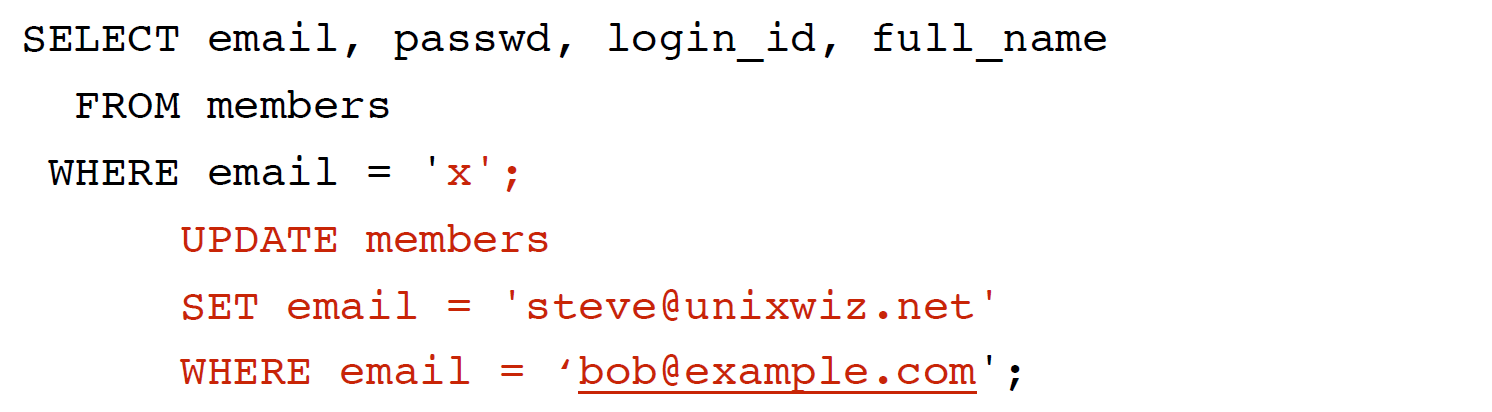 SELECT email, passwd, login_id, full_name
FROM members
WHERE email = 'x';
UPDATE members
SET email = 'steve@unixwiz.net'
WHERE email = ‘bob@example.com';